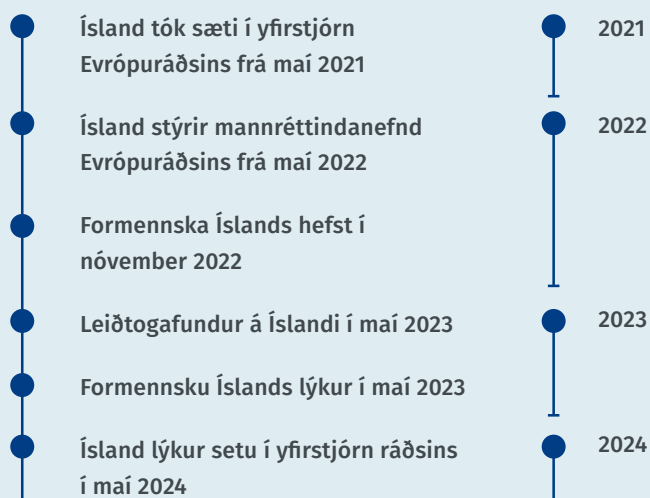 Ísland tók sæti í yfirstjórn
Evrópuráðsins frá maí 2021
2021
Ísland stýrir mannréttindanefnd
Evrópuráðsins frá maí 2022
2022
Formennska Íslands hefst í
nóvember 2022
Leiðtogafundur á Íslandi í maí 2023
2023
Formennsku Íslands lýkur í maí 2023
Ísland lýkur setu í yfirstjórn ráðsins
í maí 2024
2024